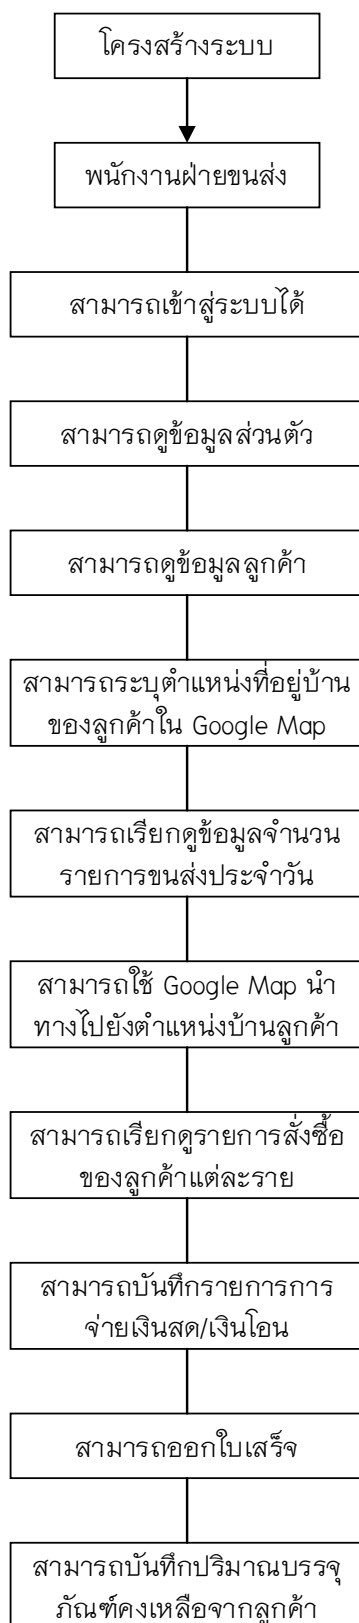 โครงสร้างระบบ
พนักงานฝ่ายขนส่ง
สามารถเข้าสู่ระบบได้
สามารถดูข้อมูลส่วนตัว
สามารถดูข้อมูลลูกค้า
สามารถระบุตำแหน่งที่อยู่บ้าน
ของลูกค้าใน Google Map
สามารถเรียกดูข้อมูลจำนวน
รายการขนส่งประจำวัน
สามารถใช้ Google Map นำ
ทางไปยังตำแหน่งบ้านลูกค้า
สามารถเรียกดูรายการสั่งซื้อ
ของลูกค้าแต่ละราย
สามารถบันทึกรายการการ
จ่ายเงินสด/เงินโอน
สามารถออกใบเสร็จ
สามารถบันทึกปริมาณบรรจุ
ภัณฑ์คงเหลือจากลูกค้า